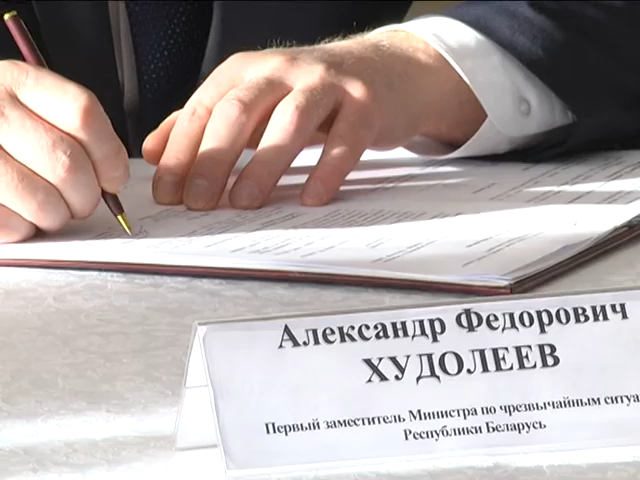 Александр Федорович
ХУДОЛЕЕВ
Первый заместитель Министра по чрезвычайным ситуа
Республики Беларусь